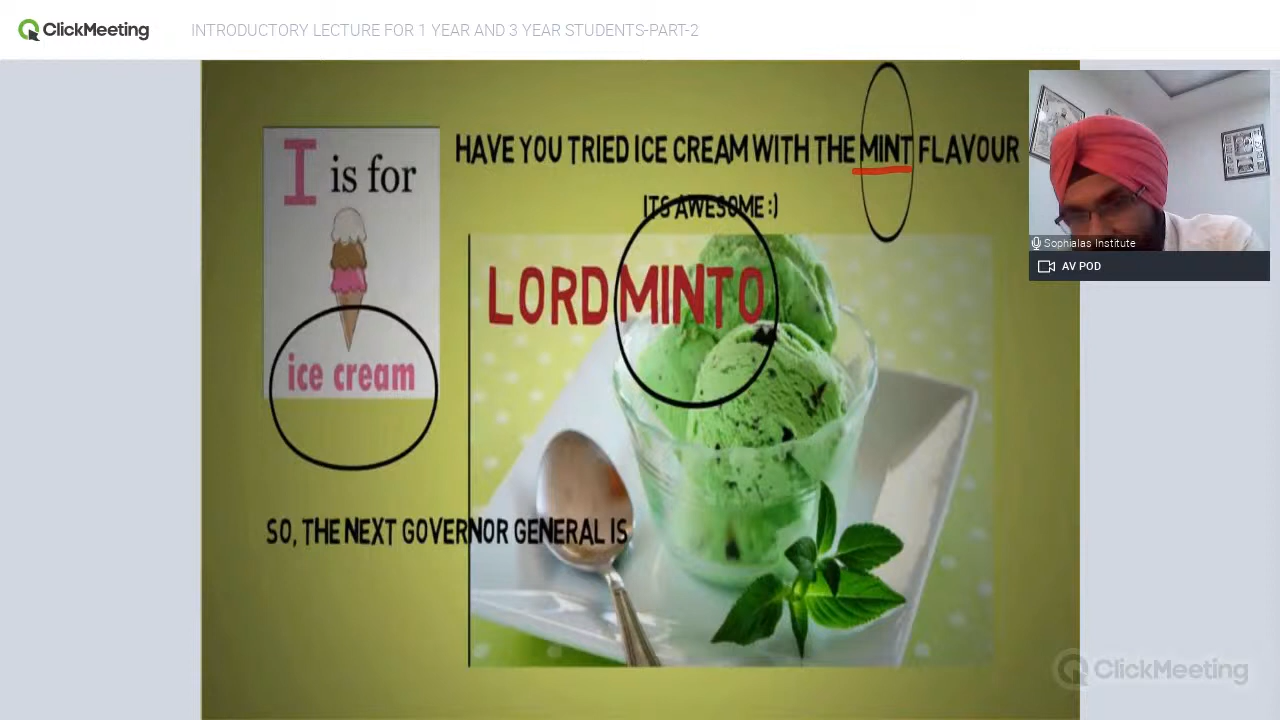 ClickMeeting
INTRODUCTORY LECTURE FOR 1 YEAR AND 3 YEAR STUDENTS-PART-2
I is for
ice cream
HAVE YOU TRIED ICE CREAM WITH THE MINT FLAVOUR
ITS AWESOME :)
LORD MINTO
SO, THE NEXT GOVERNOR GENERAL IS
Sophialas Institute
AV POD
ClickMeeting